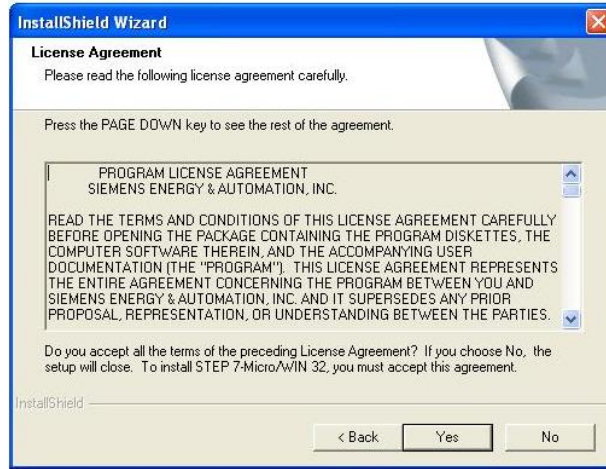 InstallShield Wizard
License Agreement
Please read the following license agreement carefully.
Press the PAGE DOWN key to see the rest of the agreement.
PROGRAM LICENSE AGREEMENT
SIEMENS ENERGY & AUTOMATION, INC.
READ THE TERMS AND CONDITIONS OF THIS LICENSE AGREEMENT CAREFULLY
BEFORE OPENING THE PACKAGE CONTAINING THE PROGRAM DISKETTES, THE
COMPUTER SOFTWARE THEREIN, AND THE ACCOMPANYING USER
DOCUMENTATION (THE "PROGRAM"). THIS LICENSE AGREEMENT REPRESENTS
THE ENTIRE AGREEMENT CONCERNING THE PROGRAM BETWEEN YOU AND
SIEMENS ENERGY & AUTOMATION, INC. AND IT SUPERSEDES ANY PRIOR
PROPOSAL, REPRESENTATION, OR UNDERSTANDING BETWEEN THE PARTIES.
Do you accept all the terms of the preceding License Agreement? If you choose No, the
setup will close. To install STEP 7-Micro/WIN 32, you must accept this agreement.
InstallShield
< Back Yes No